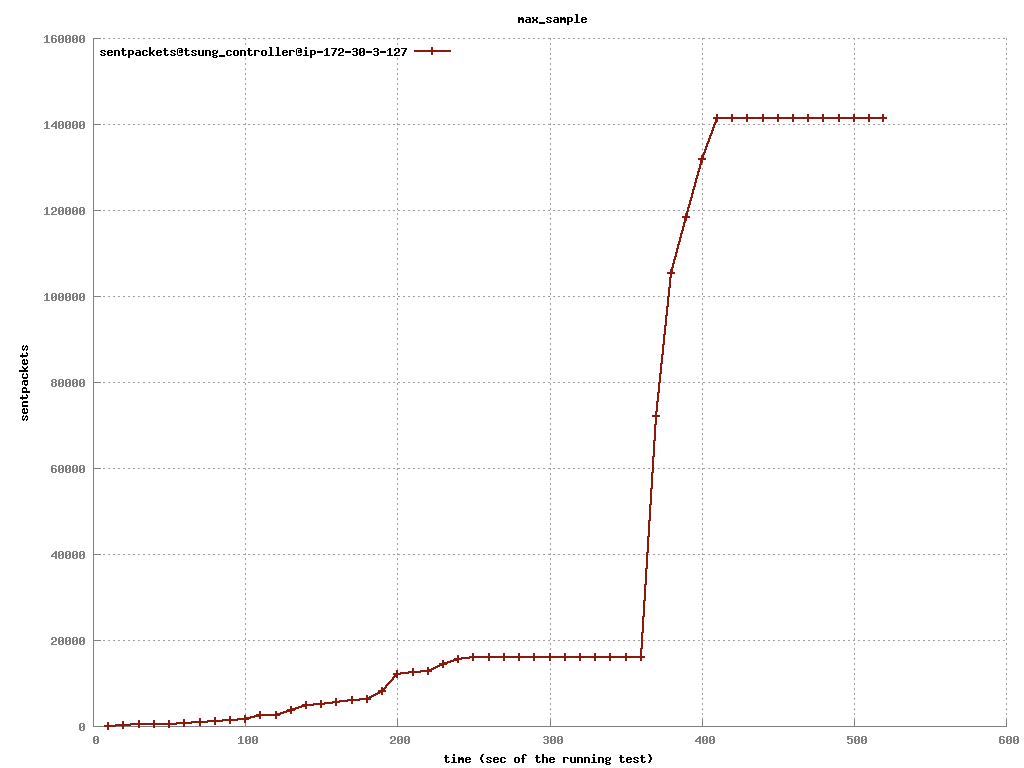 max_sample
160000
sentpackets@tsung_controller@ip-172-30-3-127
140000
120000
100000
80000
60000
40000
20000
0
sentpackets
0 100 200 300 400 500 600
time (sec of the running test)